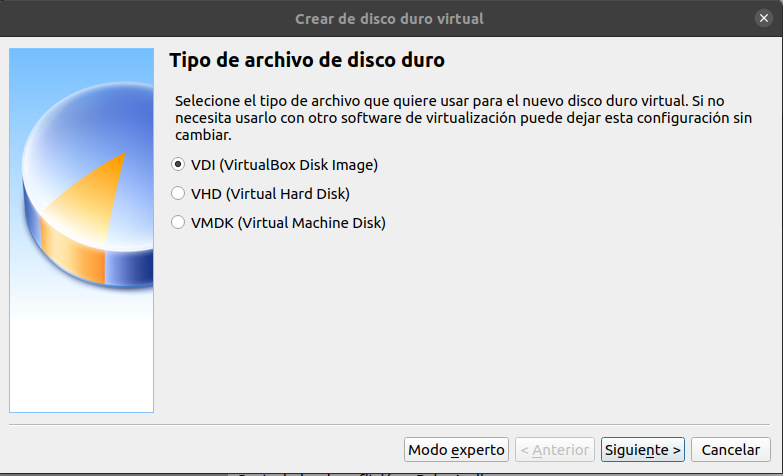 Crear de disco duro virtual
Tipo de archivo de disco duro
Selecione el tipo de archivo que quiere usar para el nuevo disco duro virtual. Si no
necesita usarlo con otro software de virtualización puede dejar esta configuración sin
cambiar.
VDI (VirtualBox Disk Image)
VHD (Virtual Hard Disk)
VMDK (Virtual Machine Disk)
Modo experto
< Anterior
Siguiente >
Cancelar